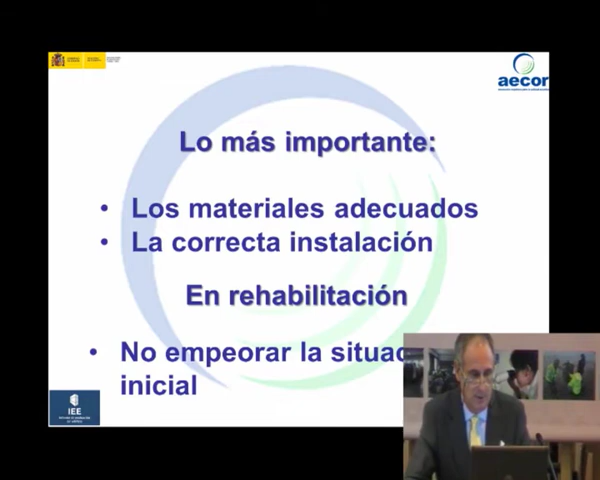 aecor
Lo más importante:
• Los materiales adecuados
• La correcta instalación
En rehabilitación
• No empeorar la situac
inicial
IEE